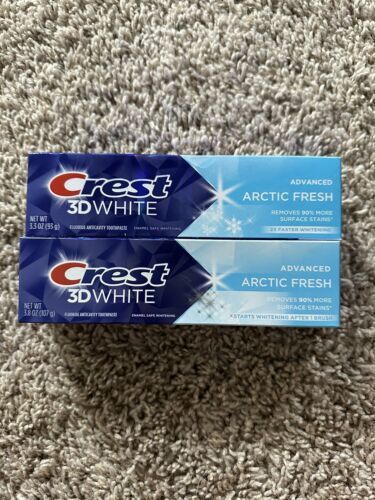 Crest
3D WHITE
NET WT
3.3 OZ (93 g)
FLUORIDE ANTICAVITY TOOTHPASTE
ENAMEL SAFE WHITENING
ADVANCED
ARCTIC FRESH
REMOVES 90% MORE
SURFACE STAINS*
2X FASTER WHITENING
Crest
3D WHITE
NET WT
3.8 OZ (107 g)
FLUORIDE ANTICAVITY TOOTHPASTE
ENAMEL SAFE WHITENING
ADVANCED
ARCTIC FRESH
REMOVES 90% MORE
SURFACE STAINS*
STARTS WHITENING AFTER 1 BRUSH